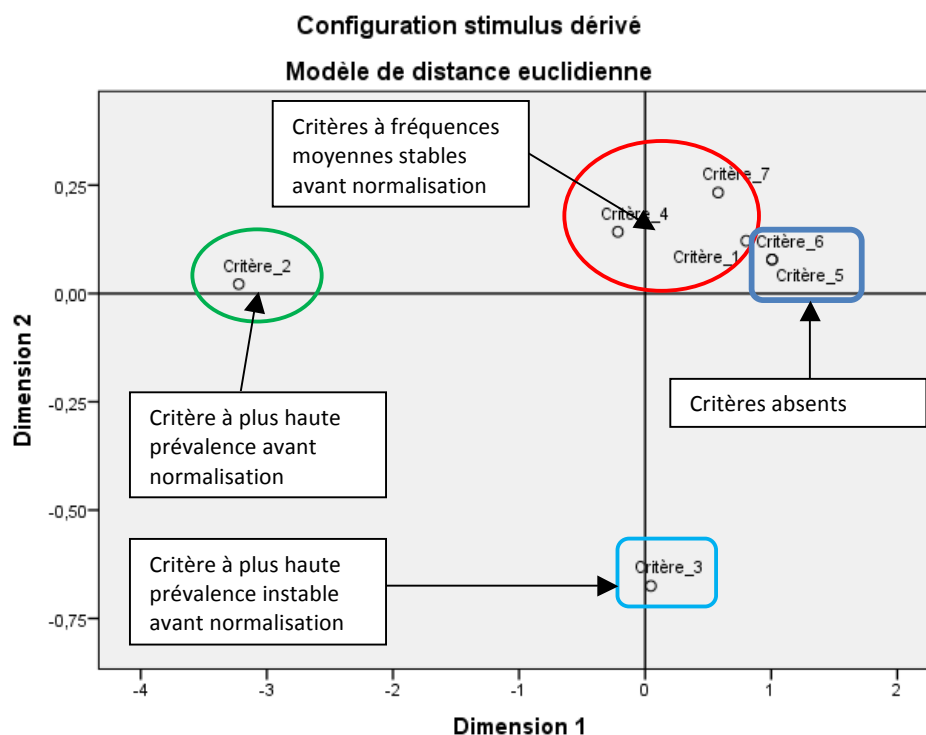 Configuration stimulus dérivé
Modèle de distance euclidienne
Critères à fréquences
moyennes stables
avant normalisation
Critère_7
Critère_4
Critère_1
Critère_6
Critère_5
Critère_2
Critère à plus haute
prévalence avant
normalisation
Critères absents
Critère à plus haute
prévalence instable
avant normalisation
Critère_3
Dimension 2
0,25
0,00
-0,25
-0,50
-0,75
-4
-3
-2
-1
0
1
2
Dimension 1